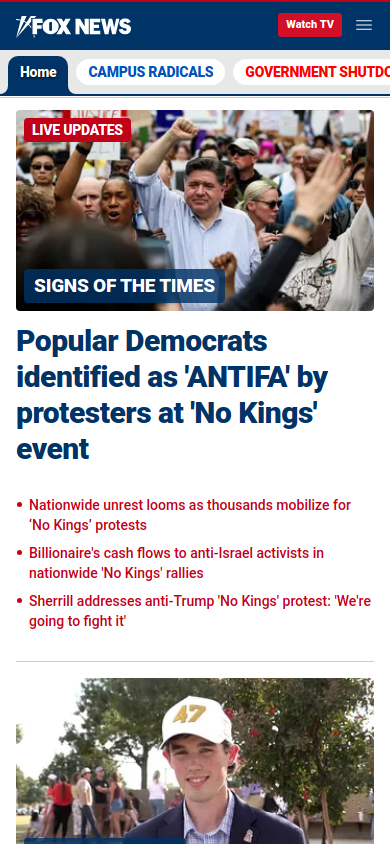 FOX NEWS
Watch TV
Home
CAMPUS RADICALS
GOVERNMENT SHUTDO
LIVE UPDATES
SIGNS OF THE TIMES
Popular Democrats
identified as 'ANTIFA' by
protesters at 'No Kings'
event
Nationwide unrest looms as thousands mobilize for
‘No Kings’ protests
Billionaire's cash flows to anti-Israel activists in
nationwide 'No Kings' rallies
Sherrill addresses anti-Trump 'No Kings' protest: 'We're
going to fight it'
47